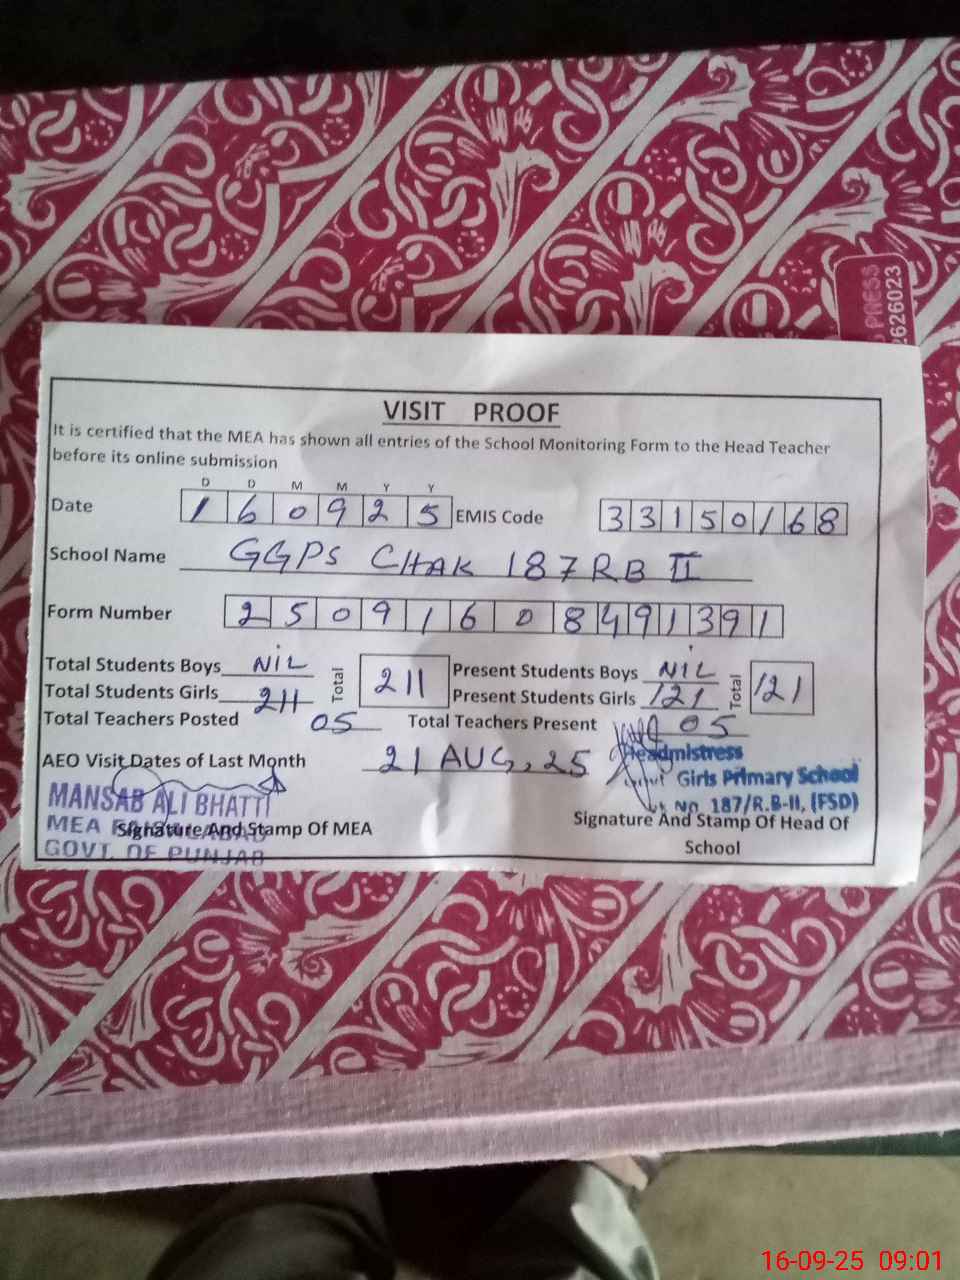 PRESS
2626023
VISIT PROOF
It is certified that the MEA has shown all entries of the School Monitoring Form to the Head Teacher
before its online submission
D D M M Y Y
Date 1 6 0 9 2 5 EMIS Code 3 3 1 5 0 1 6 8
School Name GGPS CHAK 187 RB II
Form Number 2 5 0 9 1 6 0 8 4 9 1 3 9 1
Total Students Boys NIL Total 211 Present Students Boys NIL Total 121
Total Students Girls 211 Present Students Girls 121
Total Teachers Posted 05 Total Teachers Present 05
AEO Visit Dates of Last Month 21 AUG, 25
Headmistress
Girls Primary School
No. 187/R.B-II, (FSD)
MANSAB ALI BHATTI
MEA FAISALABAD
GOVT. OF PUNJAB
Signature And Stamp Of MEA
Signature And Stamp Of Head Of
School
16-09-25 09:01